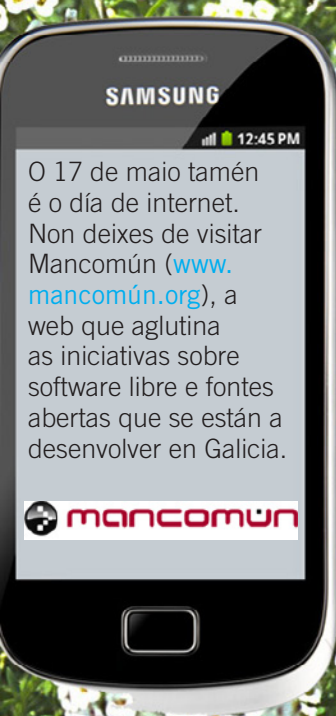 SAMSUNG
12:45 PM
O 17 de maio tamén
é o día de internet.
Non deixes de visitar
Mancomún (www.
mancomún.org), a
web que aglutina
as iniciativas sobre
software libre e fontes
abertas que se están a
desenvolver en Galicia.
mancomun